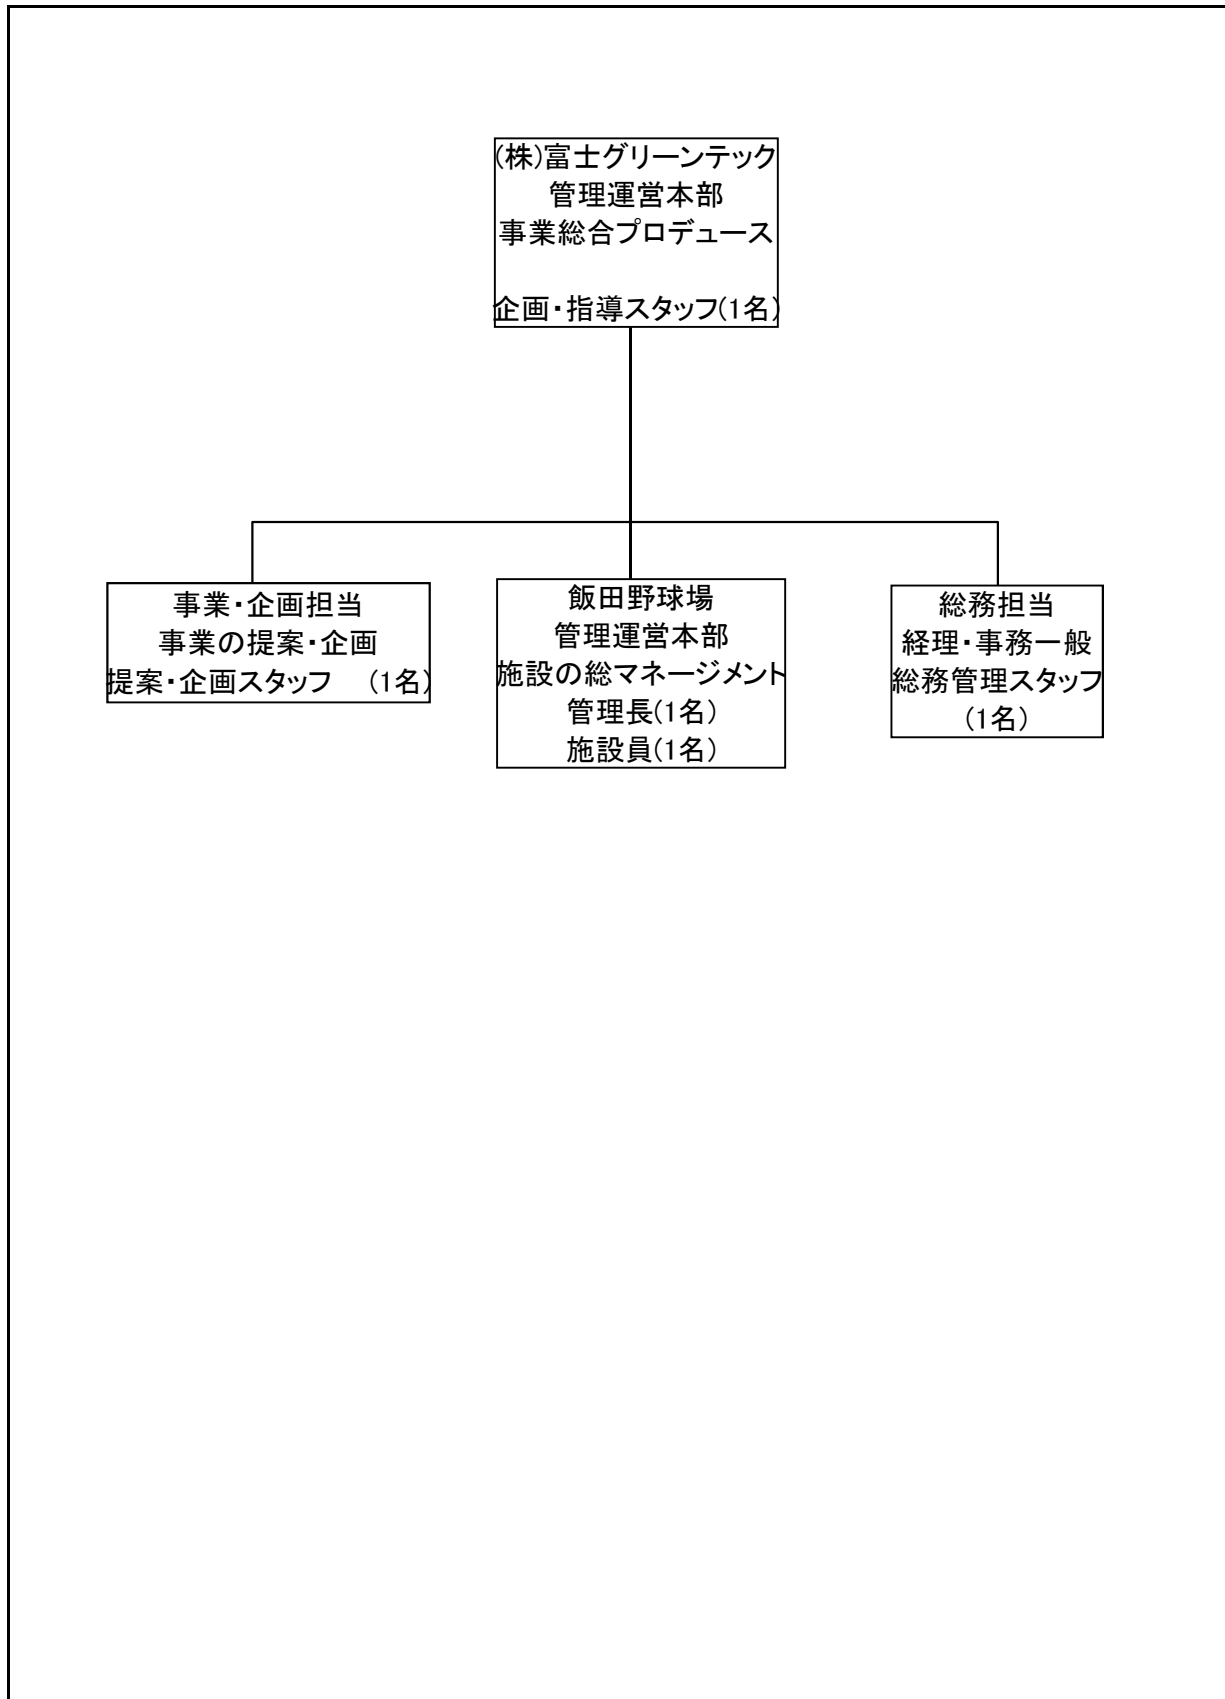 (株)富士グリーンテック
管理運営本部
事業総合プロデュース
企画・指導スタッフ(1名)
事業・企画担当
事業の提案・企画
提案・企画スタッフ　(1名)
飯田野球場
管理運営本部
施設の総マネージメント
管理長(1名)
施設員(1名)
総務担当
経理・事務一般
総務管理スタッフ
(1名)